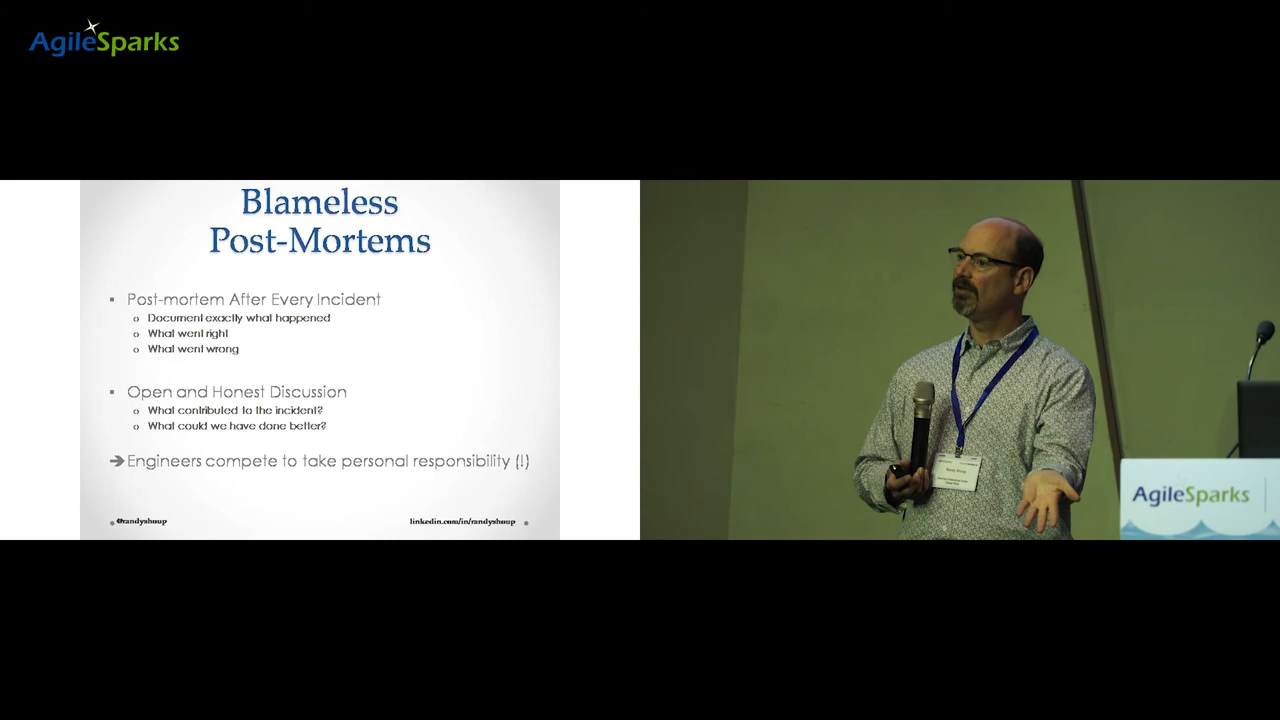 AgileSparks
Blameless
Post-Mortems
▪ Post-mortem After Every Incident
o Document exactly what happened
o What went right
o What went wrong
▪ Open and Honest Discussion
o What contributed to the incident?
o What could we have done better?
➔ Engineers compete to take personal responsibility (!)
@randyshoup
linkedin.com/in/randyshoup
AgileSparks